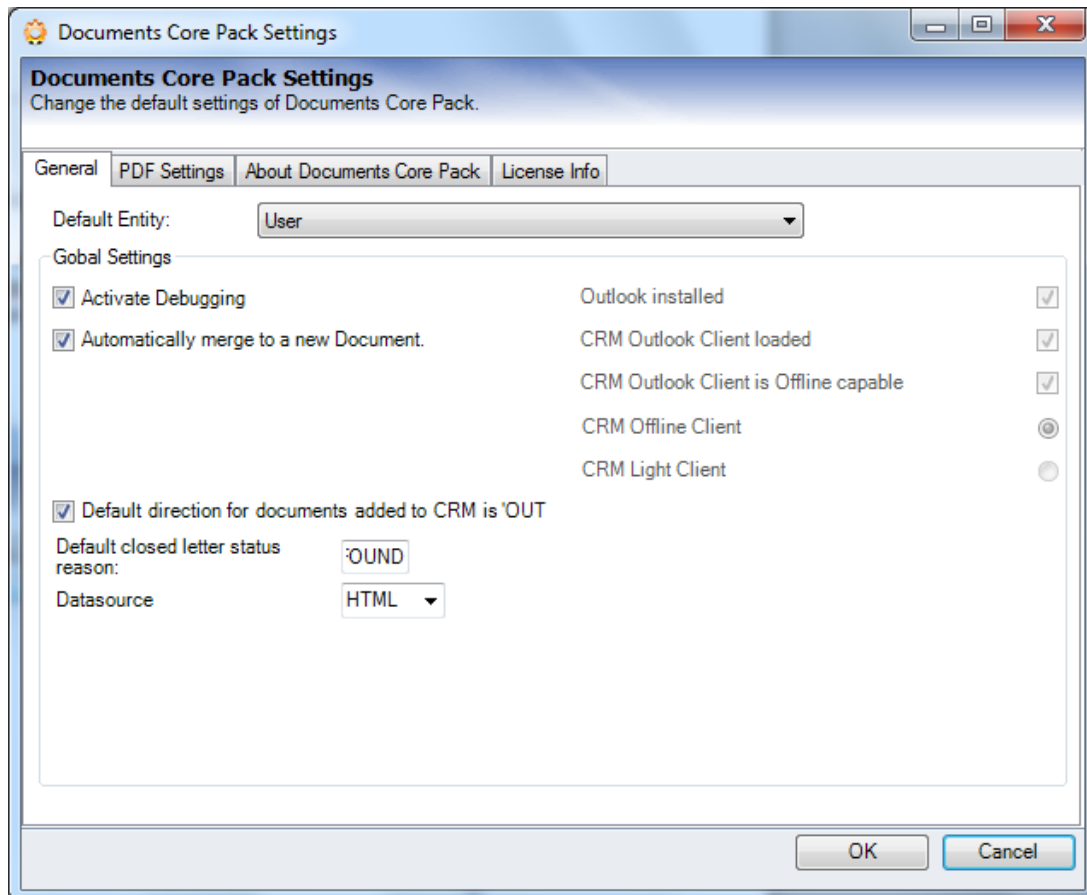 Documents Core Pack Settings
Documents Core Pack Settings
Change the default settings of Documents Core Pack.
General PDF Settings About Documents Core Pack License Info
Default Entity: User
Gobal Settings
Activate Debugging Outlook installed
Automatically merge to a new Document. CRM Outlook Client loaded
CRM Outlook Client is Offline capable
CRM Offline Client
CRM Light Client
Default direction for documents added to CRM is 'OUT
Default closed letter status
reason: OUND
Datasource HTML
OK Cancel